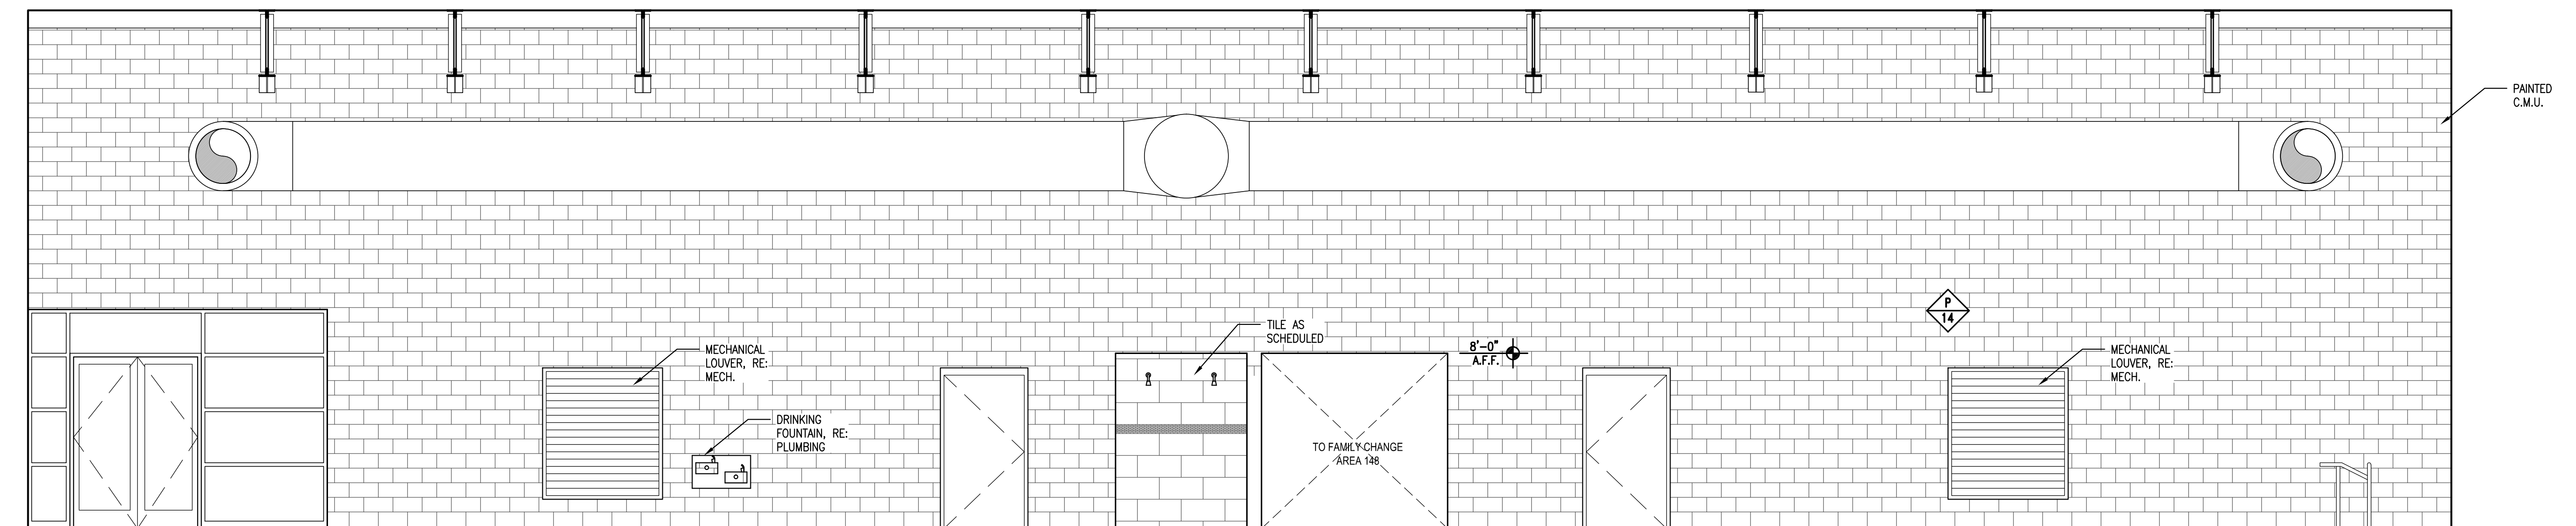 PAINTED
C.M.U.
P
14
TILE AS
SCHEDULED
MECHANICAL
LOUVER, RE:
MECH.
8'-0"
A.F.F.
MECHANICAL
LOUVER, RE:
MECH.
DRINKING
FOUNTAIN, RE:
PLUMBING
TO FAMILY CHANGE
AREA 148